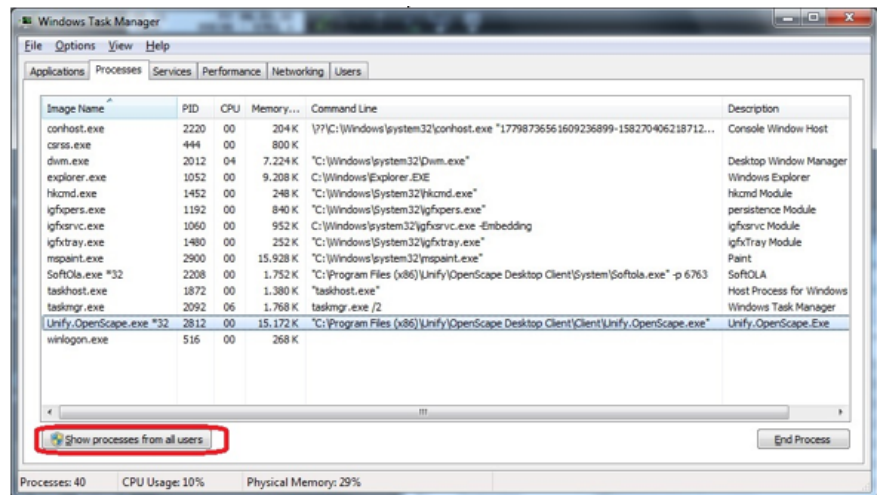 Windows Task Manager
File Options View Help
Applications Processes Services Performance Networking Users
Image Name PID CPU Memory... Command Line Description
conhost.exe 2220 00 204 K \??\C:\Windows\system32\conhost.exe "17798736561609236899-158270406218712... Console Window Host
csrss.exe 444 00 800 K
dwm.exe 2012 04 7.224 K "C:\Windows\system32\Dwm.exe" Desktop Window Manager
explorer.exe 1052 00 9.208 K C:\Windows\Explorer.EXE Windows Explorer
hkcmd.exe 1452 00 248 K "C:\Windows\System32\hkcmd.exe" hkcmd Module
igfxpers.exe 1192 00 840 K "C:\Windows\System32\igfxpers.exe" persistence Module
igfxsrvc.exe 1060 00 952 K C:\Windows\system32\igfxsrvc.exe -Embedding igfxsrvc Module
igfxtray.exe 1480 00 252 K "C:\Windows\System32\igfxtray.exe" igfxTray Module
mspaint.exe 2900 00 15.928 K "C:\Windows\System32\mspaint.exe" Paint
SoftOla.exe *32 2208 00 1.752 K "C:\Program Files (x86)\Unify\OpenScape Desktop Client\System\Softola.exe" -p 6763 SoftOLA
taskhost.exe 1872 00 1.380 K "taskhost.exe" Host Process for Windows
taskmgr.exe 2092 06 1.768 K taskmgr.exe /2 Windows Task Manager
Unify.OpenScape.exe *32 2812 00 15.172 K "C:\Program Files (x86)\Unify\OpenScape Desktop Client\Client\Unify.OpenScape.exe" Unify.OpenScape.Exe
winlogon.exe 516 00 268 K
Show processes from all users End Process
Processes: 40 CPU Usage: 10% Physical Memory: 29%